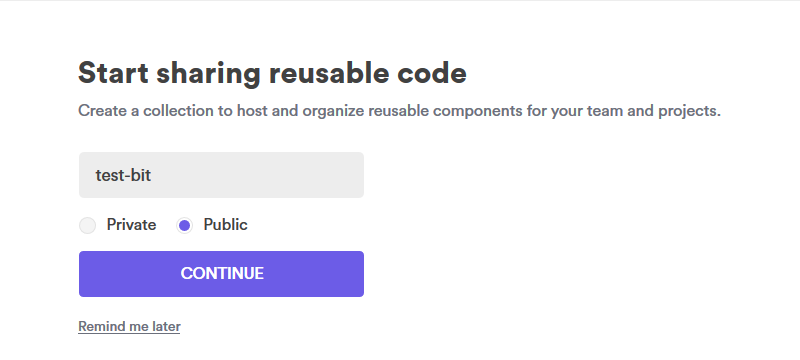 Start sharing reusable code
Create a collection to host and organize reusable components for your team and projects.
test-bit
Private Public
CONTINUE
Remind me later